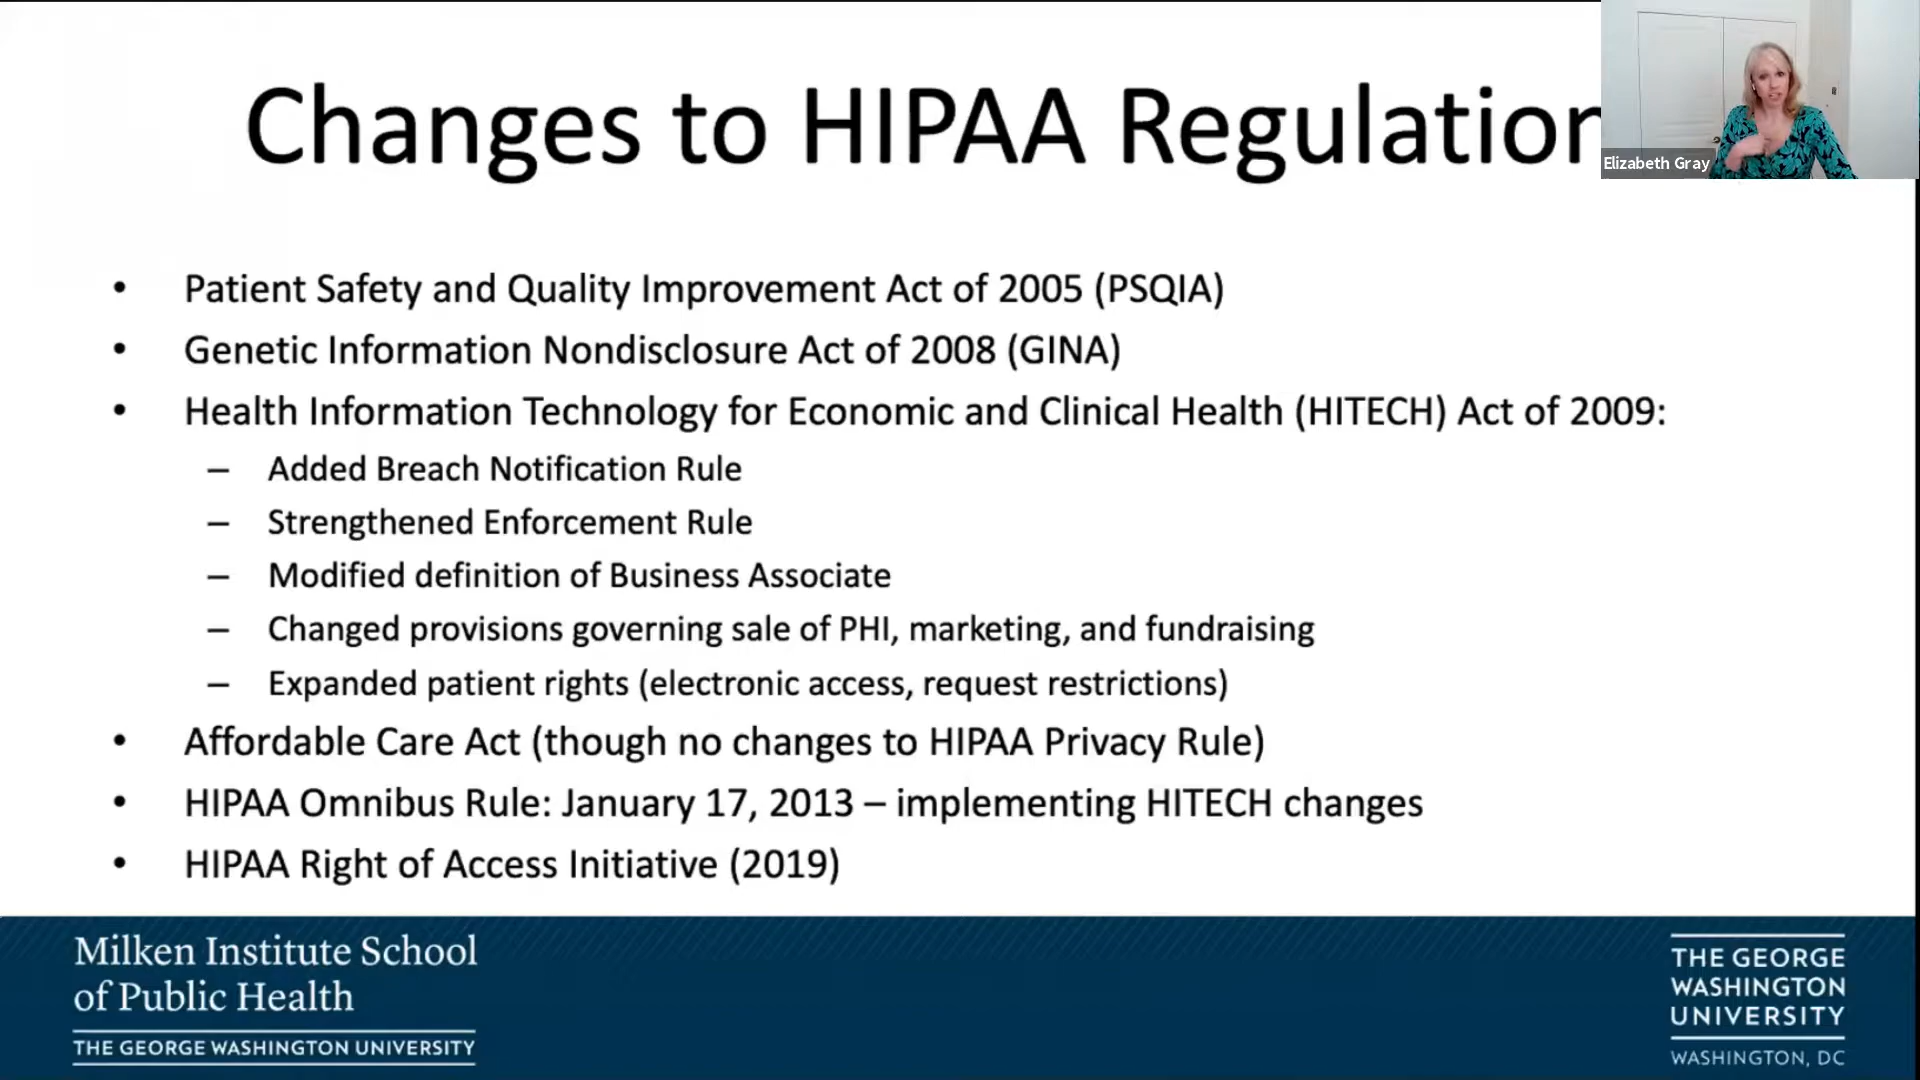 Changes to HIPAA Regulation
Elizabeth Gray
• Patient Safety and Quality Improvement Act of 2005 (PSQIA)
• Genetic Information Nondisclosure Act of 2008 (GINA)
• Health Information Technology for Economic and Clinical Health (HITECH) Act of 2009:
– Added Breach Notification Rule
– Strengthened Enforcement Rule
– Modified definition of Business Associate
– Changed provisions governing sale of PHI, marketing, and fundraising
– Expanded patient rights (electronic access, request restrictions)
• Affordable Care Act (though no changes to HIPAA Privacy Rule)
• HIPAA Omnibus Rule: January 17, 2013 – implementing HITECH changes
• HIPAA Right of Access Initiative (2019)
Milken Institute School
of Public Health
THE GEORGE WASHINGTON UNIVERSITY
THE GEORGE
WASHINGTON
UNIVERSITY
WASHINGTON, DC